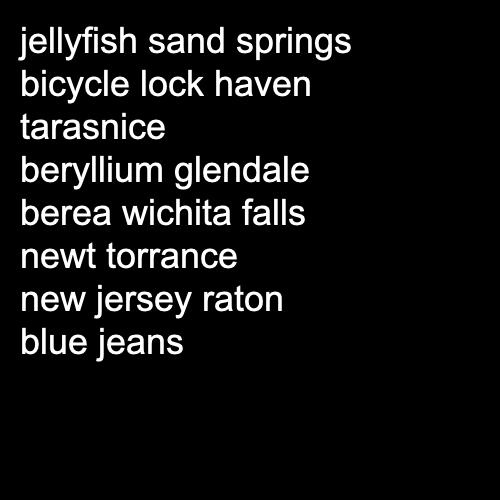 jellyfish sand springs
bicycle lock haven
tarasnice
beryllium glendale
berea wichita falls
newt torrance
new jersey raton
blue jeans